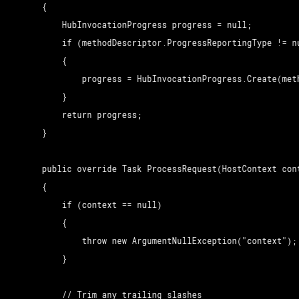 {
HubInvocationProgress progress = null;
if (methodDescriptor.ProgressReportingType != nu
{
progress = HubInvocationProgress.Create(meth
}
return progress;
}
public override Task ProcessRequest(HostContext cont
{
if (context == null)
{
throw new ArgumentNullException("context");
}
// Trim any trailing slashes